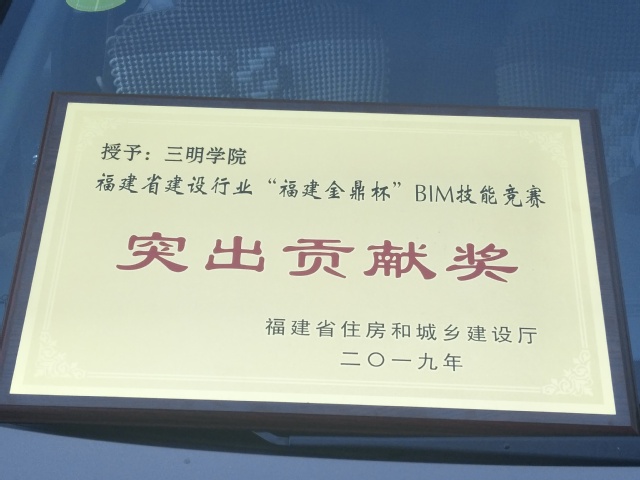 授予：三明学院
福建省建设行业“福建金鼎杯”BIM技能竞赛
突出贡献奖
福建省住房和城乡建设厅
二〇一九年